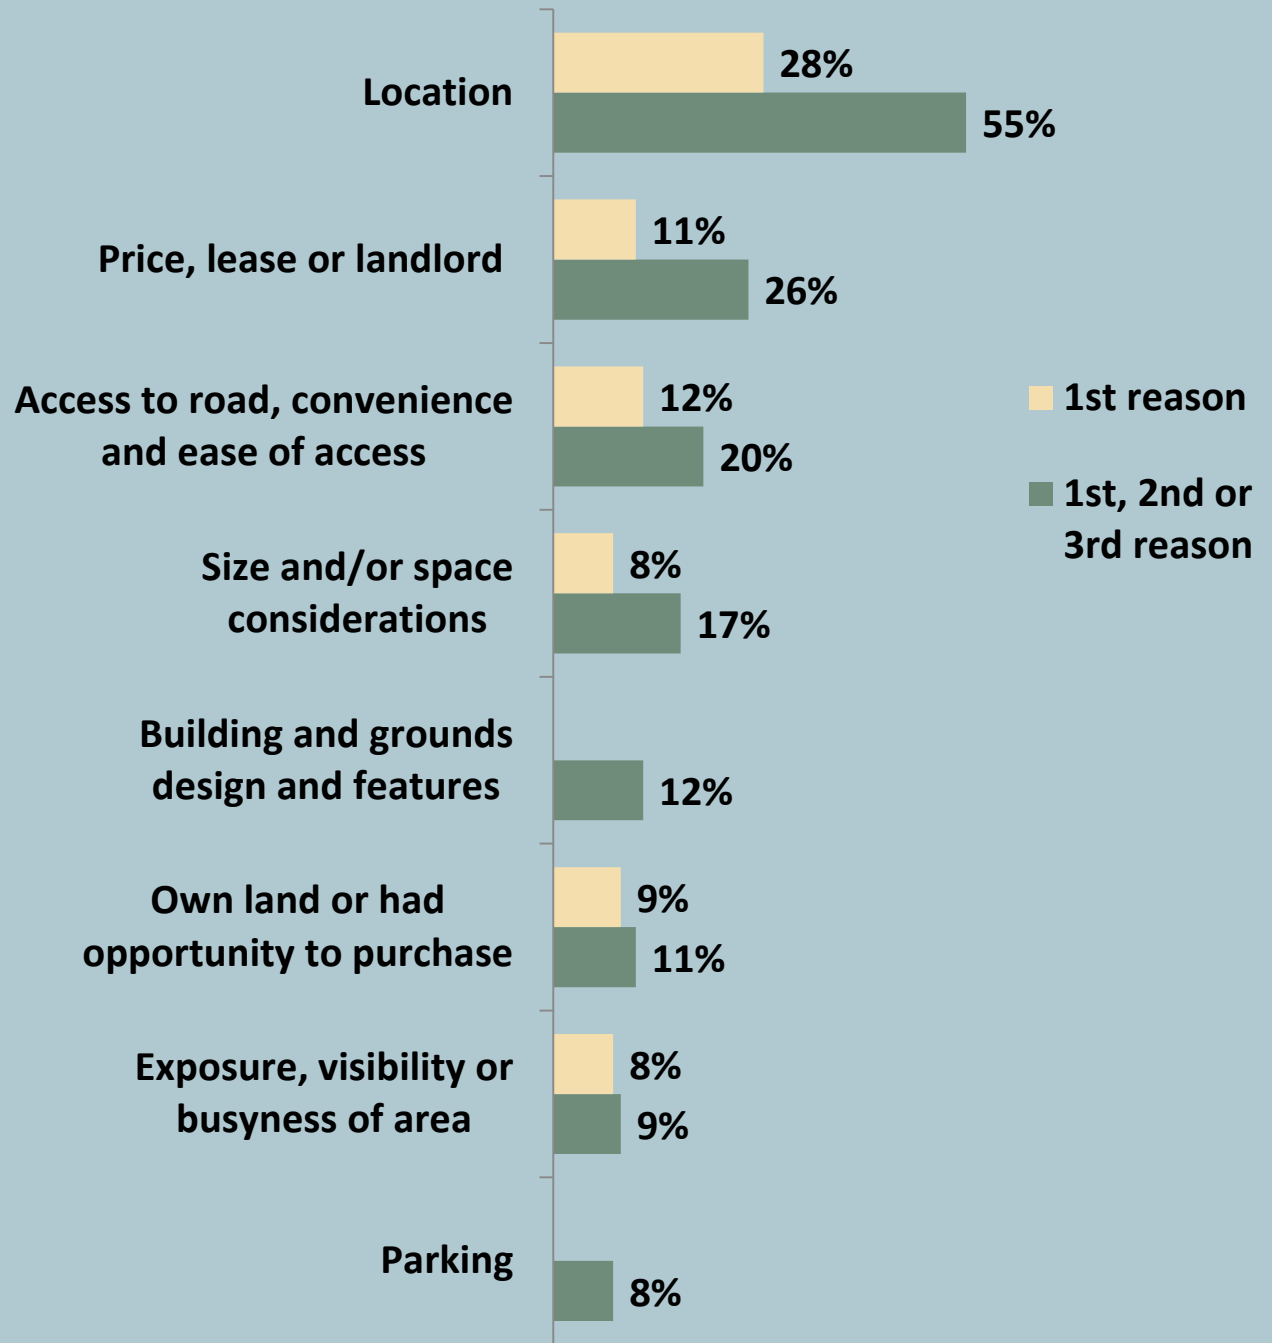 Location
28%
55%
Price, lease or landlord
11%
26%
Access to road, convenience
and ease of access
12%
20%
1st reason
1st, 2nd or
3rd reason
Size and/or space
considerations
8%
17%
Building and grounds
design and features
12%
Own land or had
opportunity to purchase
9%
11%
Exposure, visibility or
busyness of area
8%
9%
Parking
8%